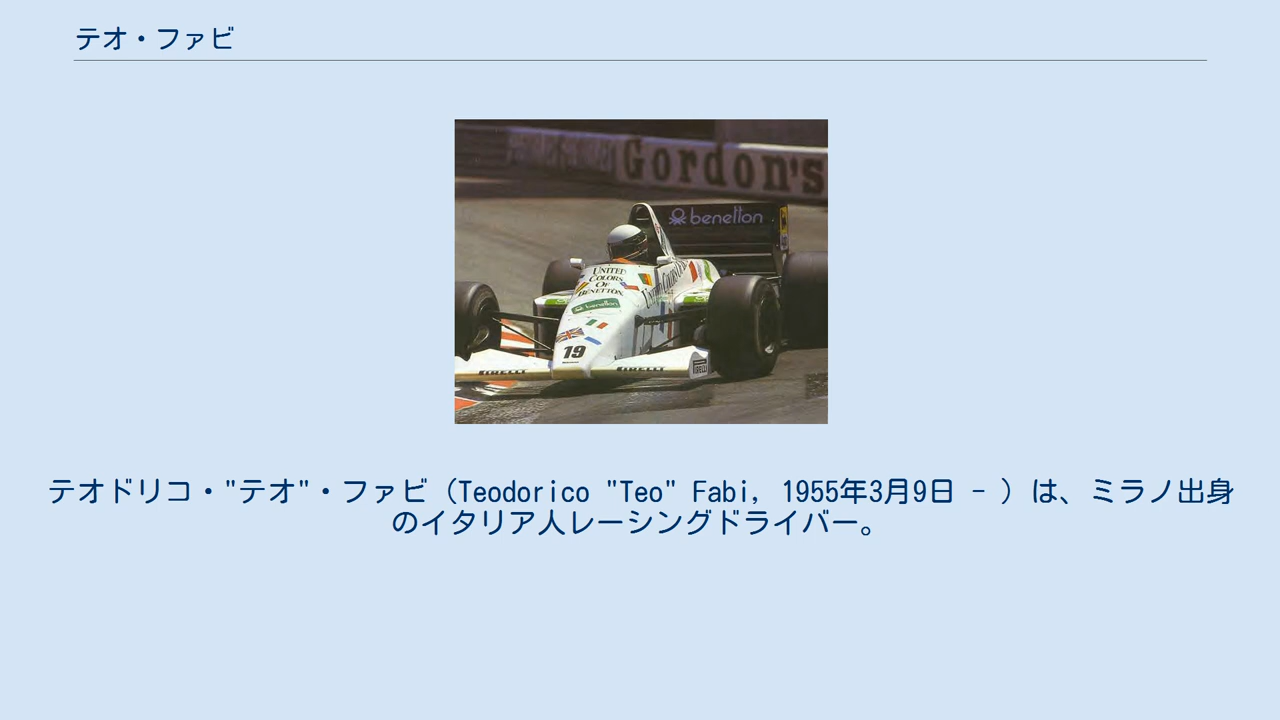 テオ・ファビ
Gordon's
benetton
UNITED
COLORS
OF
BENETTON
benetton
19
PIRELLI
PIRELLI
テオドリコ・"テオ"・ファビ（Teodorico "Teo" Fabi, 1955年3月9日 - ）は、ミラノ出身
のイタリア人レーシングドライバー。